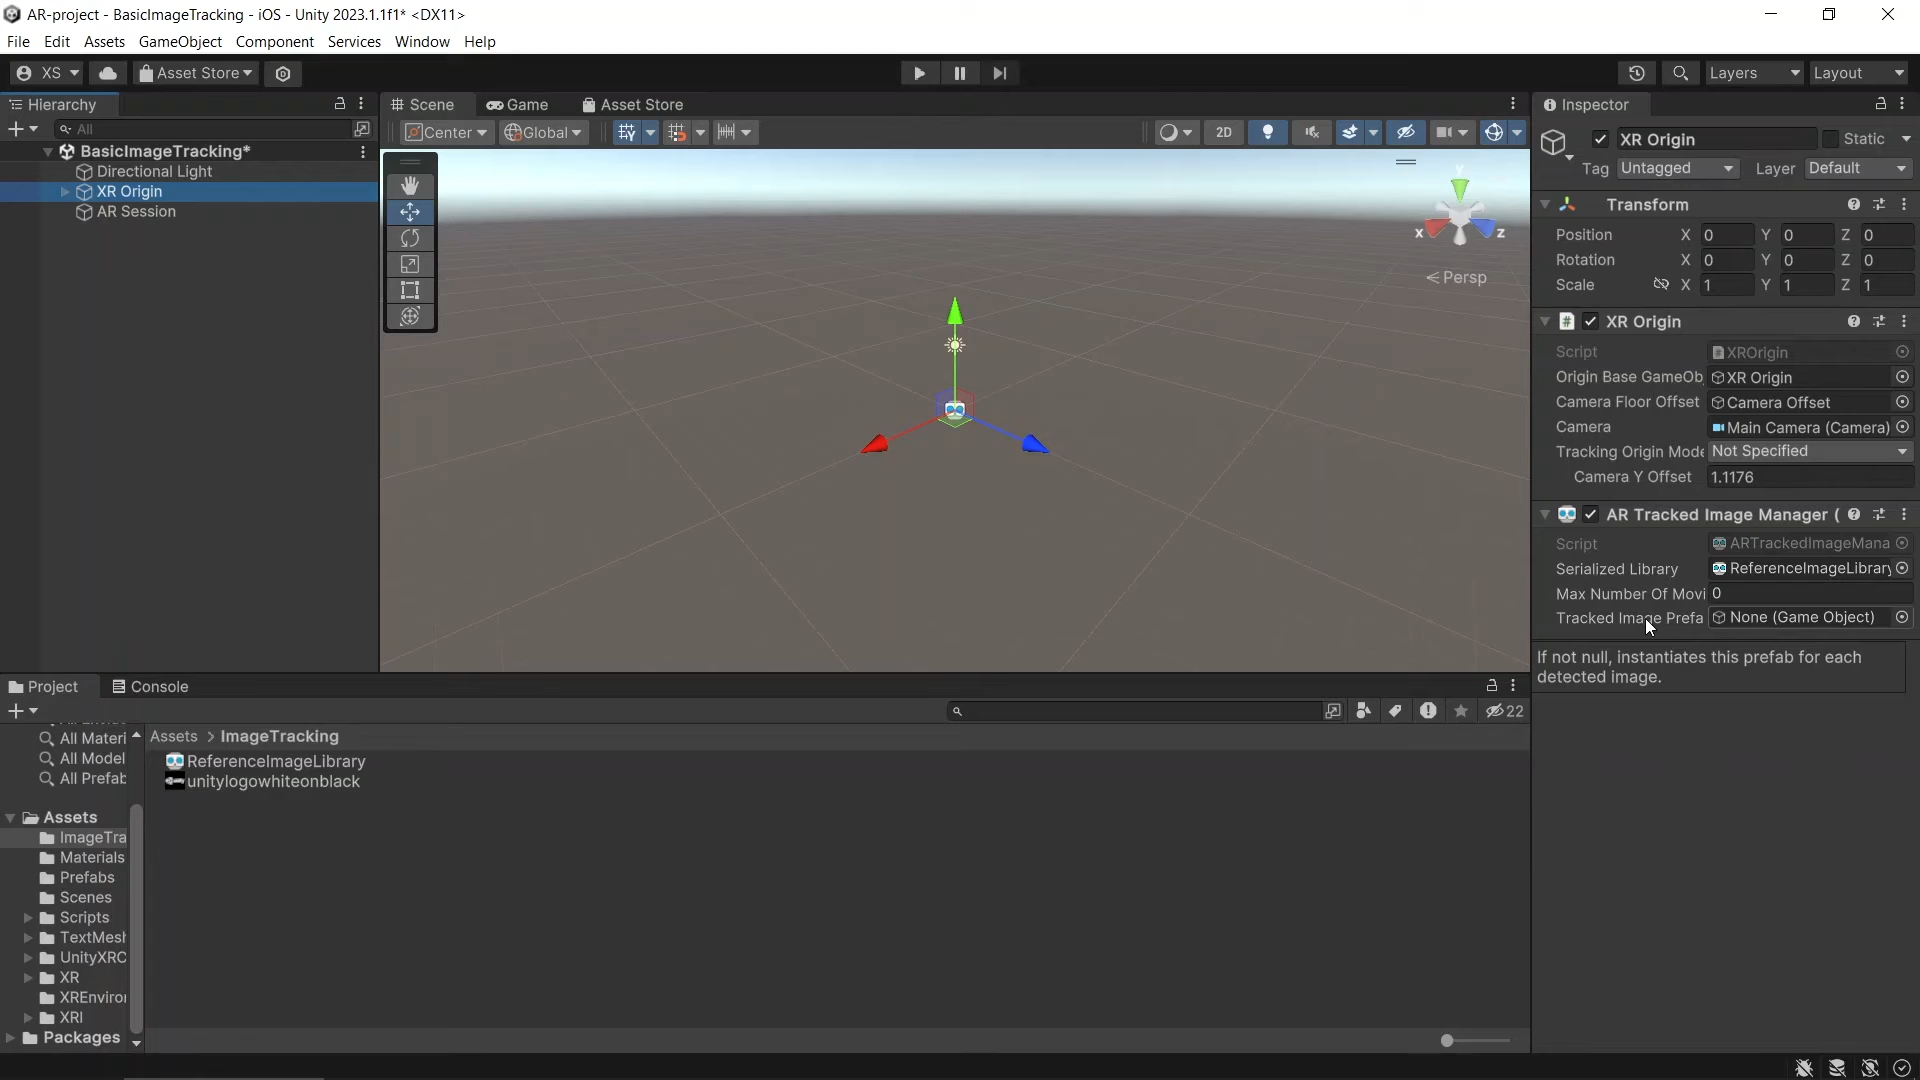 AR-project - BasicImageTracking - iOS - Unity 2023.1.1f1* <DX11>
File Edit Assets GameObject Component Services Window Help
XS Asset Store Layers Layout
Hierarchy
All
BasicImageTracking*
Directional Light
XR Origin
AR Session
Scene Game Asset Store
Center Global 2D
y
x z
Persp
Inspector
XR Origin Static
Tag Untagged Layer Default
Transform
Position X 0 Y 0 Z 0
Rotation X 0 Y 0 Z 0
Scale X 1 Y 1 Z 1
# XR Origin
Script # XROrigin
Origin Base GameOb XR Origin
Camera Floor Offset Camera Offset
Camera Main Camera (Camera)
Tracking Origin Mode Not Specified
Camera Y Offset 1.1176
AR Tracked Image Manager (
Script ARTrackedImageMana
Serialized Library ReferenceImageLibrary
Max Number Of Movi 0
Tracked Image Prefa None (Game Object)
If not null, instantiates this prefab for each
detected image.
Project Console
22
All Materi
All Model
All Prefab
Assets
ImageTra
Materials
Prefabs
Scenes
Scripts
TextMesh
UnityXRC
XR
XREnviron
XRI
Packages
Assets > ImageTracking
ReferenceImageLibrary
unitylogowhiteonblack